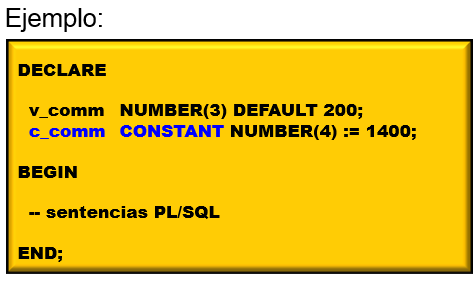 Ejemplo:
DECLARE
v_comm NUMBER(3) DEFAULT 200;
c_comm CONSTANT NUMBER(4) := 1400;
BEGIN
-- sentencias PL/SQL
END;